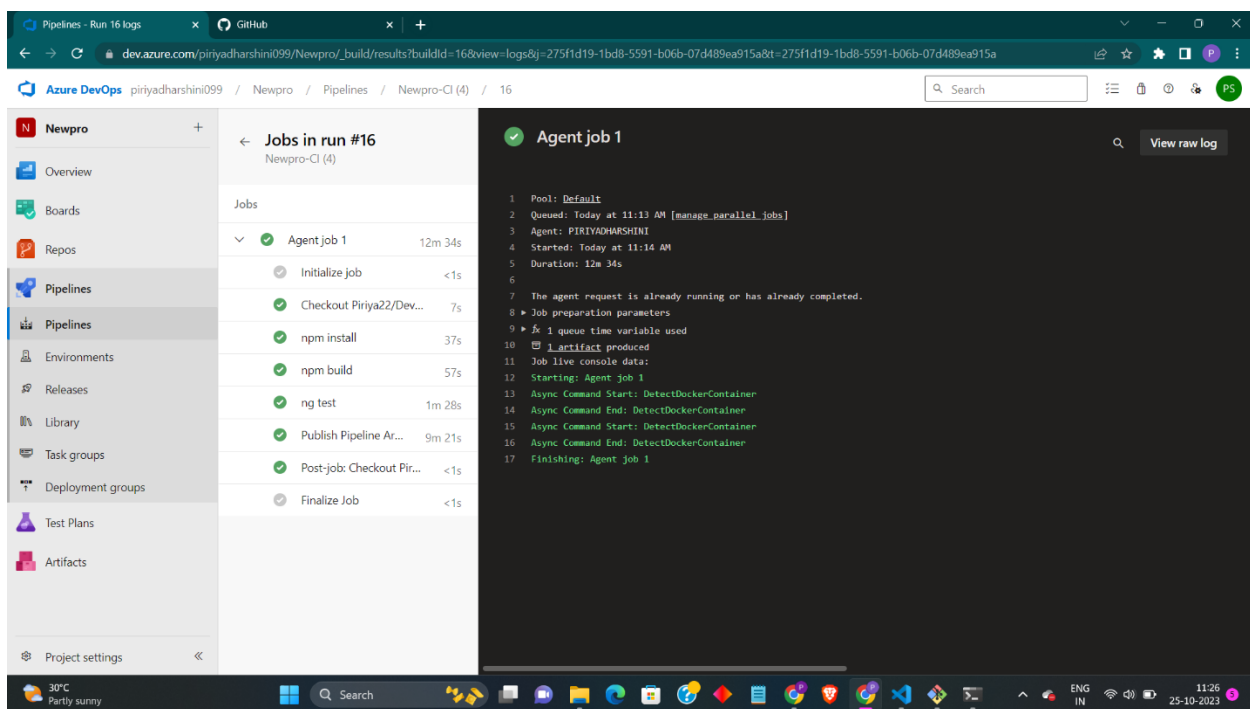 Pipelines - Run 16 logs
GitHub
dev.azure.com/piriyadharshini099/Newpro/_build/results?buildId=16&view=logs&j=275f1d19-1bd8-5591-b06b-07d489ea915a&t=275f1d19-1bd8-5591-b06b-07d489ea915a
P
Azure DevOps piriyadharshini099 / Newpro / Pipelines / Newpro-CI (4) / 16
Search
PS
N Newpro
Overview
Boards
Repos
Pipelines
Pipelines
Environments
Releases
Library
Task groups
Deployment groups
Test Plans
Artifacts
Project settings
Jobs in run #16
Newpro-CI (4)
Jobs
Agent job 1 12m 34s
Initialize job <1s
Checkout Piriya22/Dev... 7s
npm install 37s
npm build 57s
ng test 1m 28s
Publish Pipeline Ar... 9m 21s
Post-job: Checkout Pir... <1s
Finalize Job <1s
Agent job 1
View raw log
1 Pool: Default
2 Queued: Today at 11:13 AM [manage parallel jobs]
3 Agent: PIRIYADHARSHINI
4 Started: Today at 11:14 AM
5 Duration: 12m 34s
6
7 The agent request is already running or has already completed.
8 Job preparation parameters
9 fx 1 queue time variable used
10 1 artifact produced
11 Job live console data:
12 Starting: Agent job 1
13 Async Command Start: DetectDockerContainer
14 Async Command End: DetectDockerContainer
15 Async Command Start: DetectDockerContainer
16 Async Command End: DetectDockerContainer
17 Finishing: Agent job 1
30°C
Partly sunny
Search
ENG
IN
11:26
25-10-2023
5